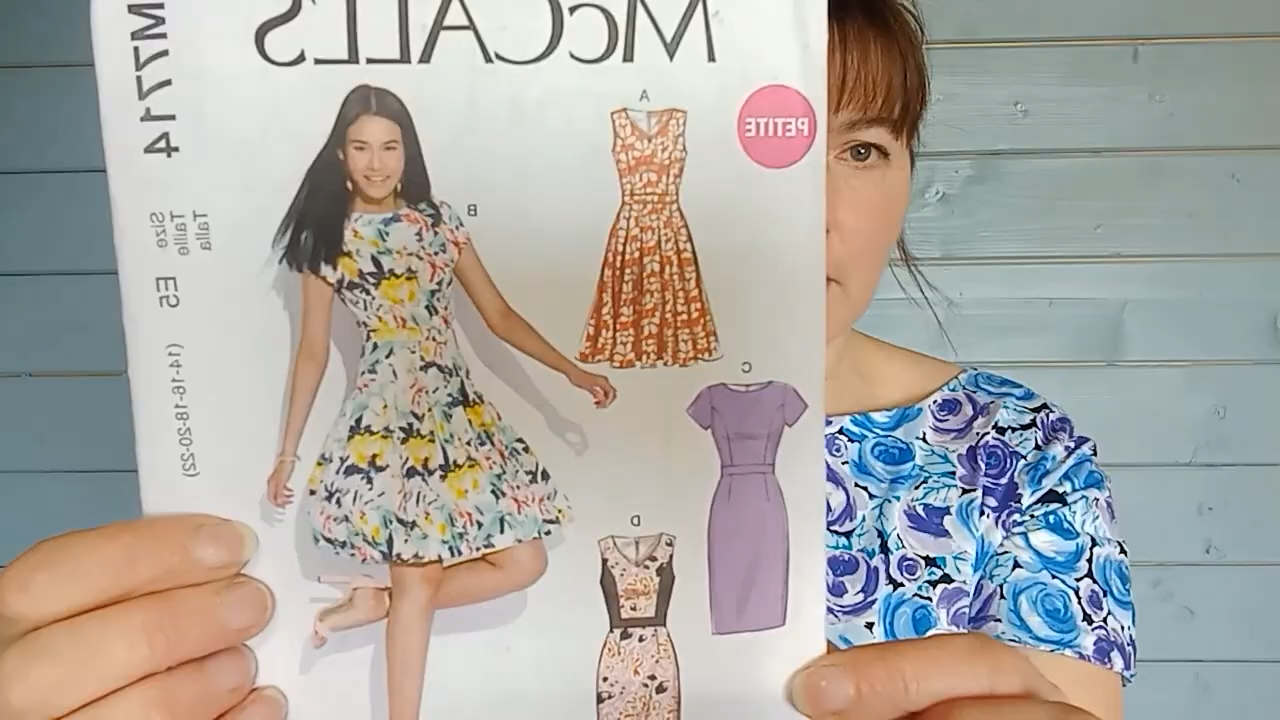 McCALL'S
M7714
Size
Taille
Talla
E5
(14-16-18-20-22)
PETITE
A
B
C
D